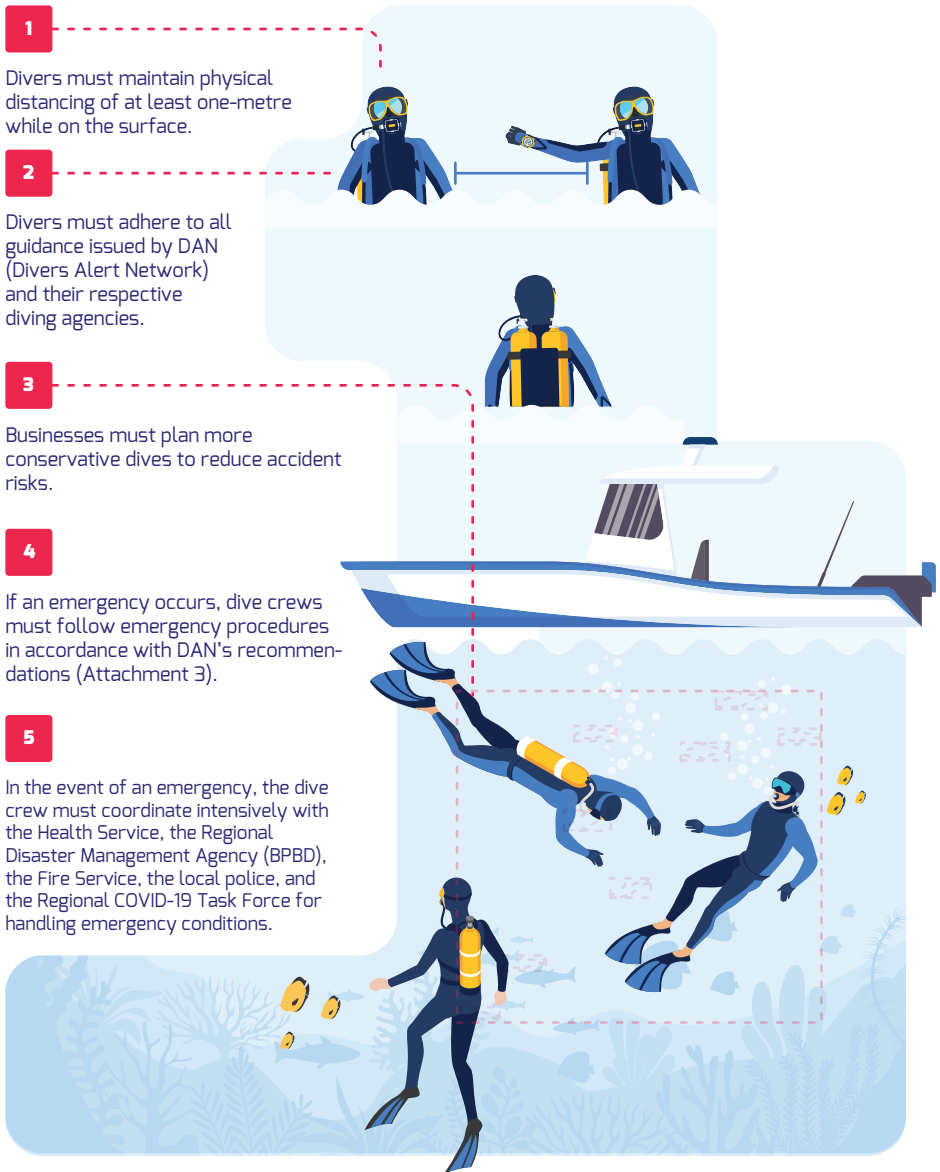 1
Divers must maintain physical
distancing of at least one-metre
while on the surface.
2
Divers must adhere to all
guidance issued by DAN
(Divers Alert Network)
and their respective
diving agencies.
3
Businesses must plan more
conservative dives to reduce accident
risks.
4
If an emergency occurs, dive crews
must follow emergency procedures
in accordance with DAN's recommen-
dations (Attachment 3).
5
In the event of an emergency, the dive
crew must coordinate intensively with
the Health Service, the Regional
Disaster Management Agency (BPBD),
the Fire Service, the local police, and
the Regional COVID-19 Task Force for
handling emergency conditions.